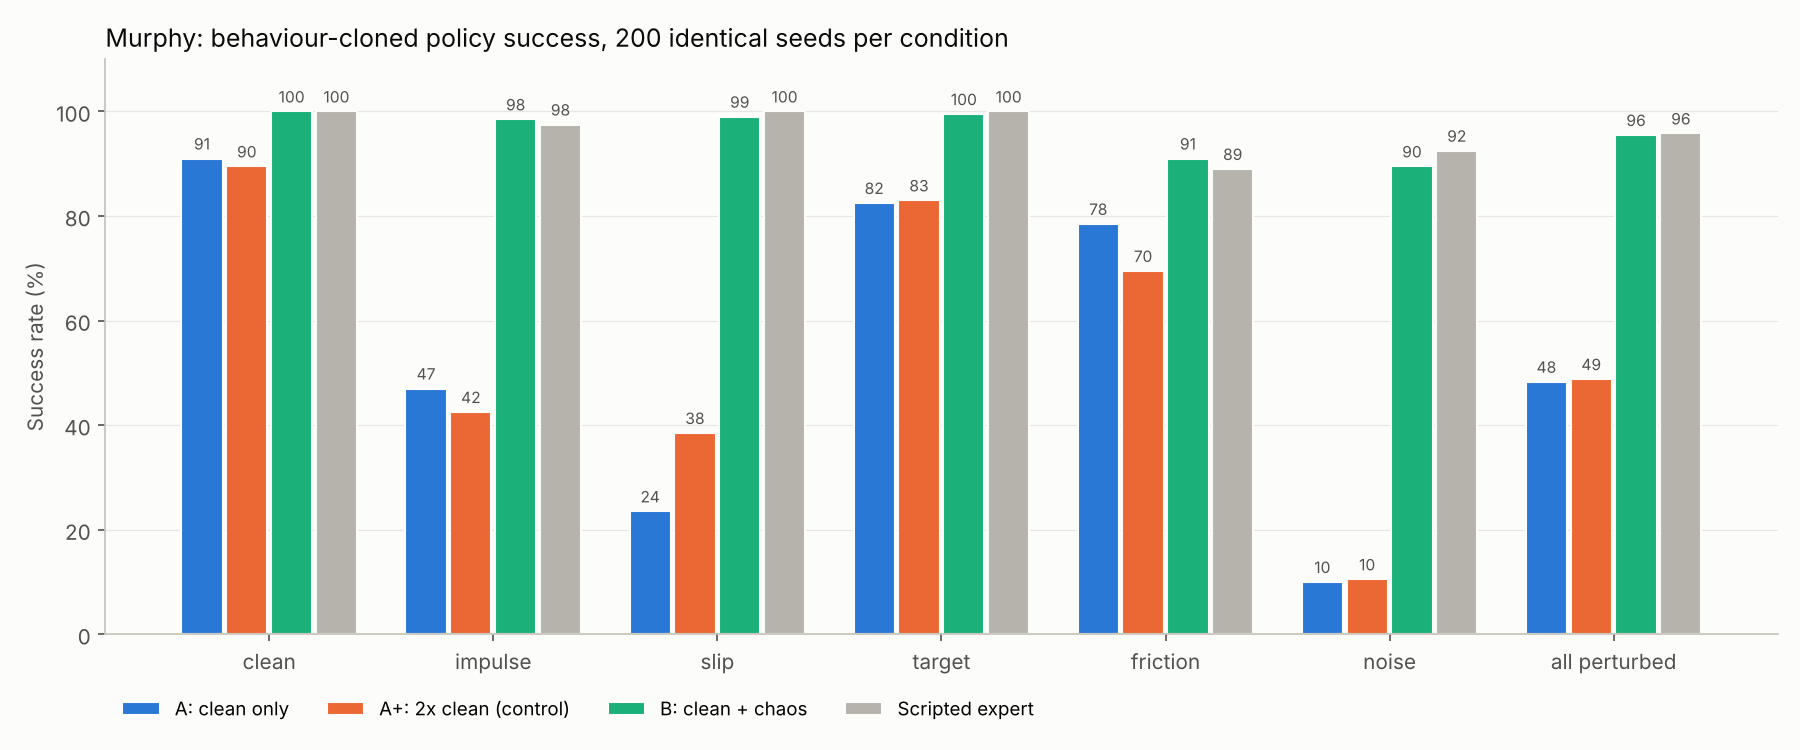 Murphy: behaviour-cloned policy success, 200 identical seeds per condition
Success rate (%)
100
80
60
40
20
0
91 90 100 100
47 42 98 98
24 38 99 100
82 83 100 100
78 70 91 89
10 10 90 92
48 49 96 96
clean impulse slip target friction noise all perturbed
A: clean only A+: 2x clean (control) B: clean + chaos Scripted expert